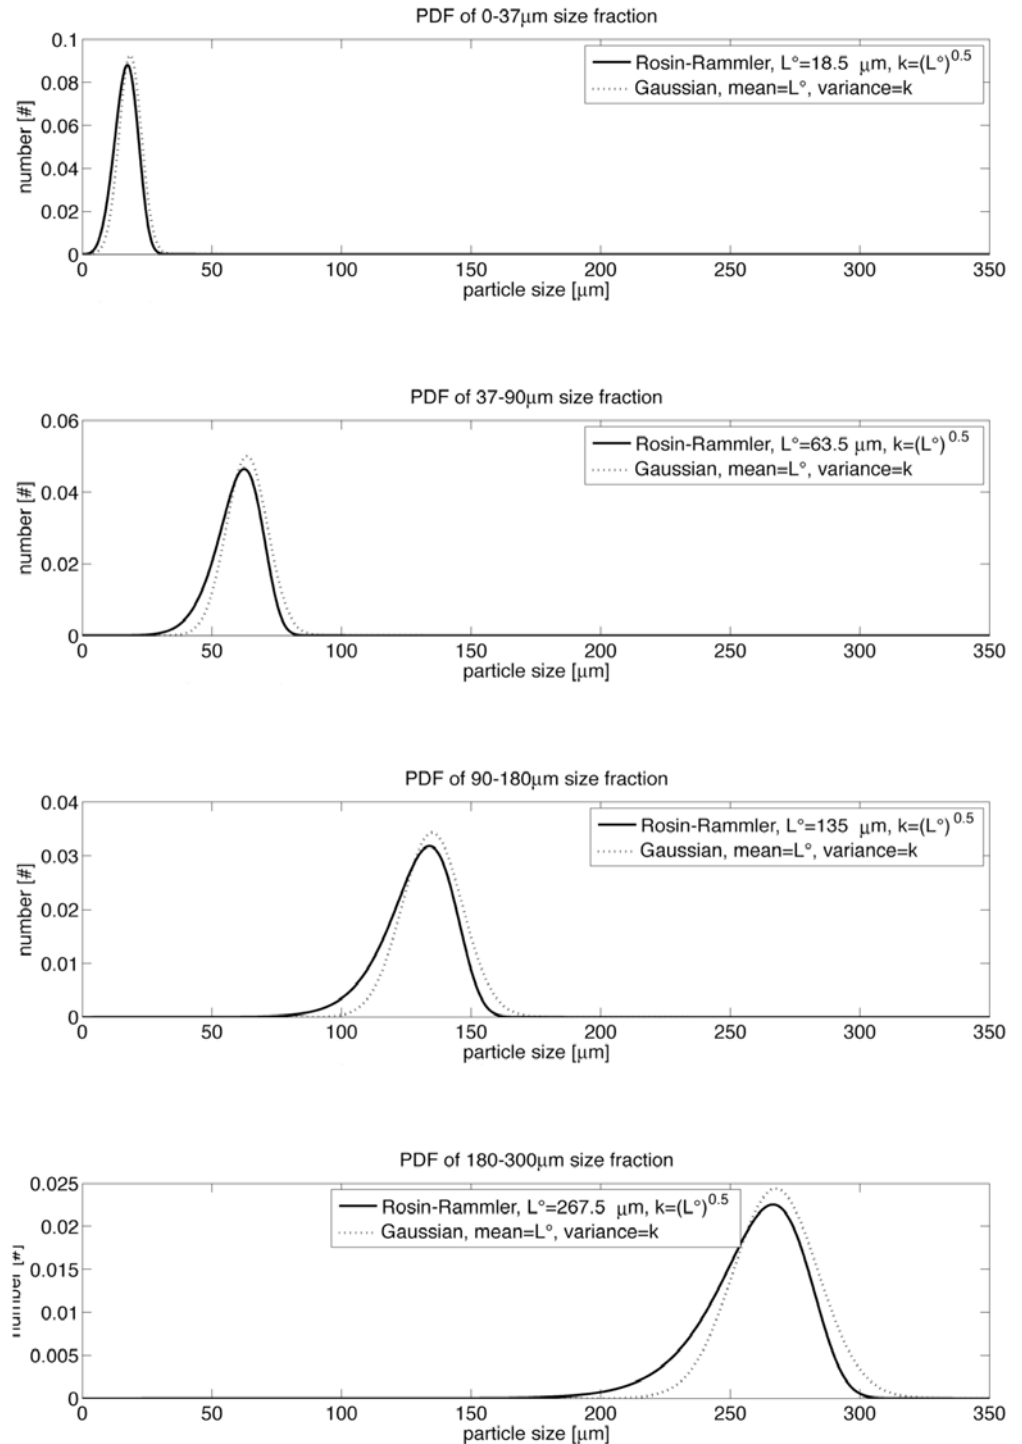 PDF of 0-37μm size fraction
0.1
0.08
0.06
0.04
0.02
0
number [#]
Rosin-Rammler, L°=18.5 μm, k=(L°)^0.5
Gaussian, mean=L°, variance=k
0 50 100 150 200 250 300 350
particle size [μm]
PDF of 37-90μm size fraction
0.06
0.04
0.02
0
number [#]
Rosin-Rammler, L°=63.5 μm, k=(L°)^0.5
Gaussian, mean=L°, variance=k
0 50 100 150 200 250 300 350
particle size [μm]
PDF of 90-180μm size fraction
0.04
0.03
0.02
0.01
0
number [#]
Rosin-Rammler, L°=135 μm, k=(L°)^0.5
Gaussian, mean=L°, variance=k
0 50 100 150 200 250 300 350
particle size [μm]
PDF of 180-300μm size fraction
0.025
0.02
0.015
0.01
0.005
0
number [#]
Rosin-Rammler, L°=267.5 μm, k=(L°)^0.5
Gaussian, mean=L°, variance=k
0 50 100 150 200 250 300 350
particle size [μm]